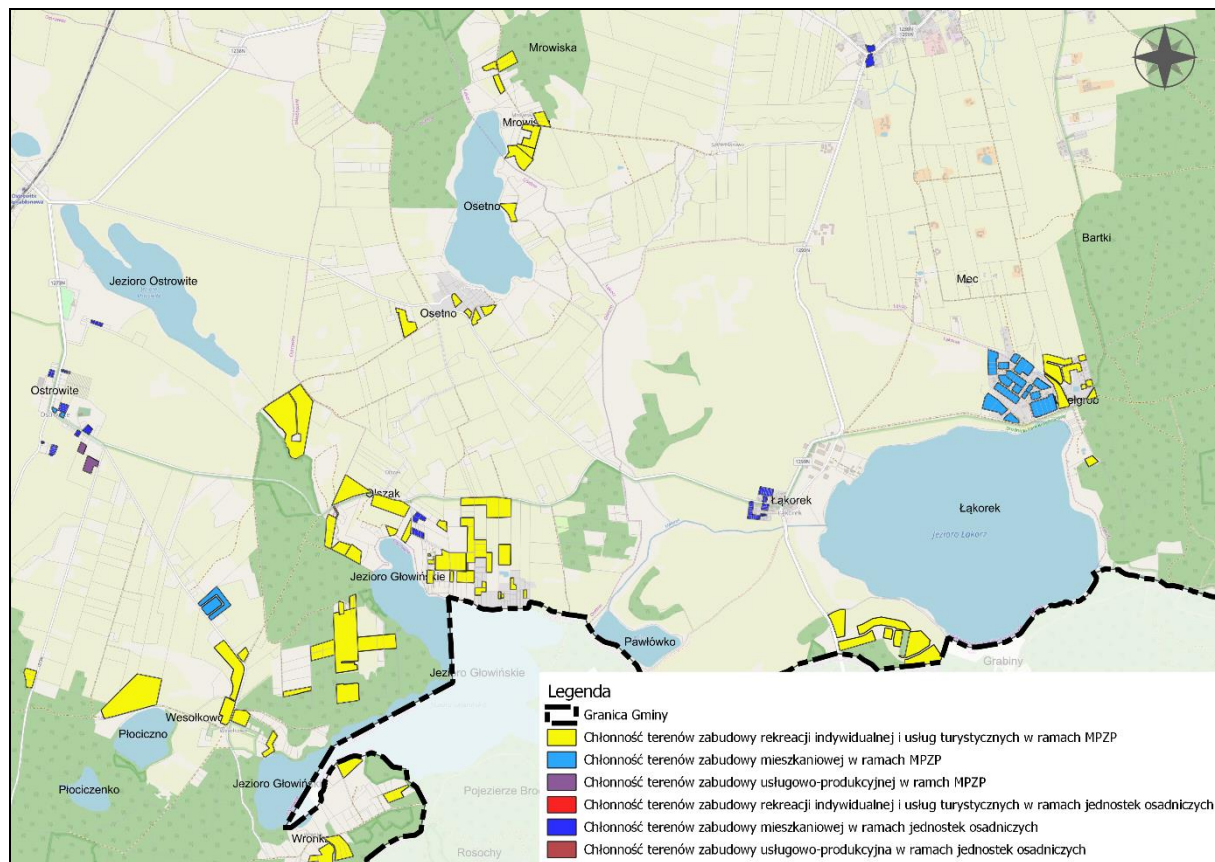 Mrowiska
1239N
Mrowiska
Osetno
Jezioro Ostrowite
Bartki
Mec
Osetno
Ostrowite
Olszak
Łąkorek
Łąkorek
Jezioro Łąkorz
Jezioro Głowińskie
Pawłówko
Grabiny
Jezioro Głowińskie
Wesołkowo
Płociczno
Jezioro Głowińskie
Płociczenko
Pojezierze Bro
Wronka
Rosochy
Legenda
Granica Gminy
Chłonność terenów zabudowy rekreacji indywidualnej i usług turystycznych w ramach MPZP
Chłonność terenów zabudowy mieszkaniowej w ramach MPZP
Chłonność terenów zabudowy usługowo-produkcyjnej w ramch MPZP
Chłonność terenów zabudowy rekreacji indywidualnej i usług turystycznych w ramach jednostek osadniczych
Chłonność terenów zabudowy mieszkaniowej w ramach jednostek osadniczych
Chłonność terenów zabudowy usługowo-produkcyjna w ramach jednostek osadniczych